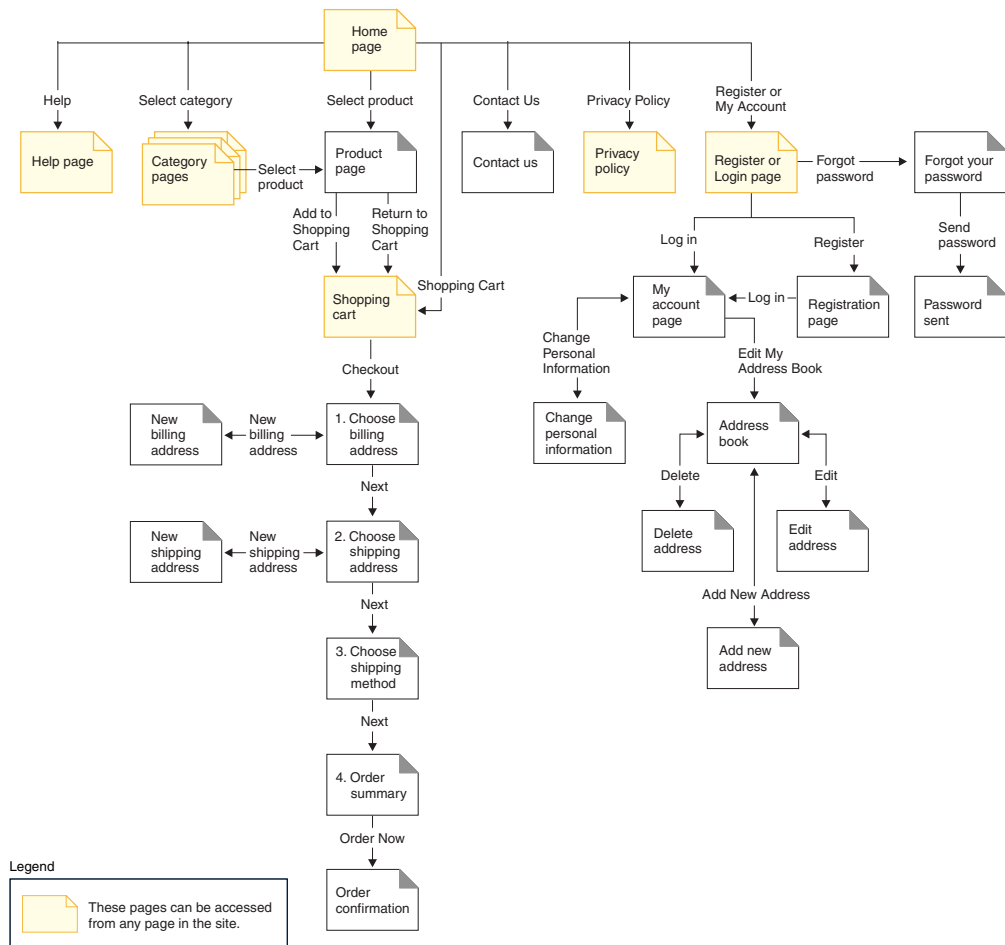 Home
page
Help
Select category
Select product
Contact Us
Privacy Policy
Register or
My Account
Help page
Category
pages
Select
product
Product
page
Contact us
Privacy
policy
Register or
Login page
Forgot
password
Forgot your
password
Add to
Shopping
Cart
Return to
Shopping
Cart
Log in
Register
Send
password
Shopping Cart
Shopping
cart
My
account
page
Log in
Registration
page
Password
sent
Change
Personal
Information
Edit My
Address Book
Checkout
New
billing
address
New
billing
address
1. Choose
billing
address
Change
personal
information
Address
book
Next
Delete
Edit
New
shipping
address
New
shipping
address
2. Choose
shipping
address
Delete
address
Edit
address
Next
Add New Address
3. Choose
shipping
method
Add new
address
Next
4. Order
summary
Order Now
Order
confirmation
Legend
These pages can be accessed
from any page in the site.